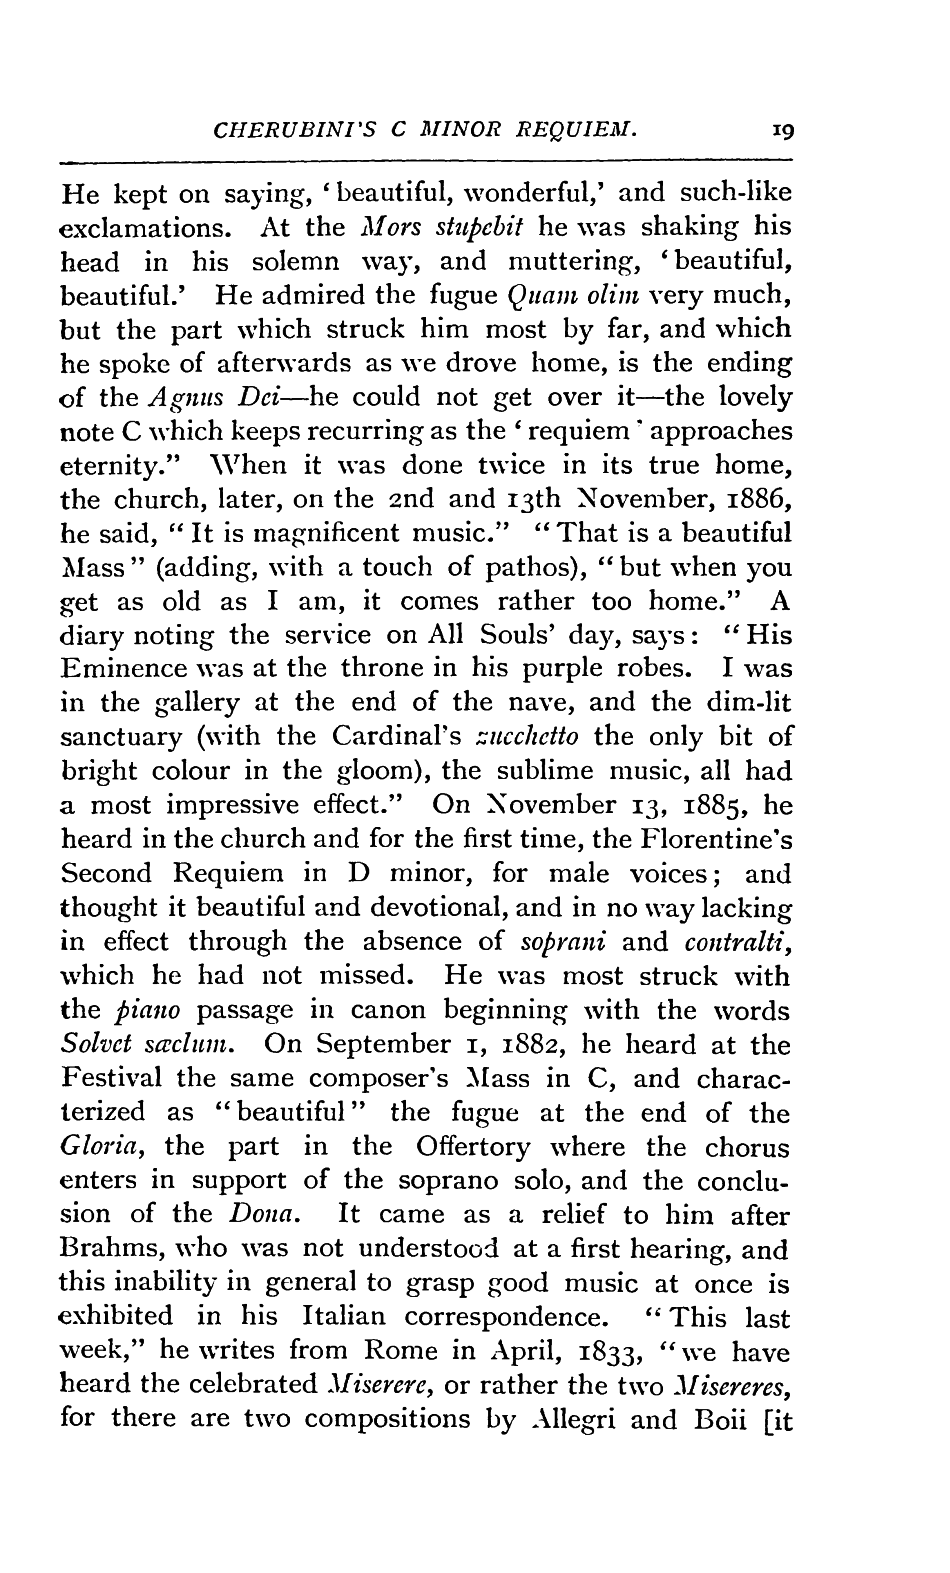 CHERUBINI'S C MINOR REQUIEM. 19
He kept on saying, ‘beautiful, wonderful,’ and such-like
exclamations. At the Mors stupebit he was shaking his
head in his solemn way, and muttering, ‘beautiful,
beautiful.’ He admired the fugue Quam olim very much,
but the part which struck him most by far, and which
he spoke of afterwards as we drove home, is the ending
of the Agnus Dei—he could not get over it—the lovely
note C which keeps recurring as the ‘requiem’ approaches
eternity.” When it was done twice in its true home,
the church, later, on the 2nd and 13th November, 1886,
he said, “It is magnificent music.” “That is a beautiful
Mass” (adding, with a touch of pathos), “but when you
get as old as I am, it comes rather too home.” A
diary noting the service on All Souls’ day, says: “His
Eminence was at the throne in his purple robes. I was
in the gallery at the end of the nave, and the dim-lit
sanctuary (with the Cardinal’s zucchetto the only bit of
bright colour in the gloom), the sublime music, all had
a most impressive effect.” On November 13, 1885, he
heard in the church and for the first time, the Florentine’s
Second Requiem in D minor, for male voices; and
thought it beautiful and devotional, and in no way lacking
in effect through the absence of soprani and contralti,
which he had not missed. He was most struck with
the piano passage in canon beginning with the words
Solvet sæclum. On September 1, 1882, he heard at the
Festival the same composer’s Mass in C, and charac-
terized as “beautiful” the fugue at the end of the
Gloria, the part in the Offertory where the chorus
enters in support of the soprano solo, and the conclu-
sion of the Dona. It came as a relief to him after
Brahms, who was not understood at a first hearing, and
this inability in general to grasp good music at once is
exhibited in his Italian correspondence. “This last
week,” he writes from Rome in April, 1833, “we have
heard the celebrated Miserere, or rather the two Misereres,
for there are two compositions by Allegri and Boii [it